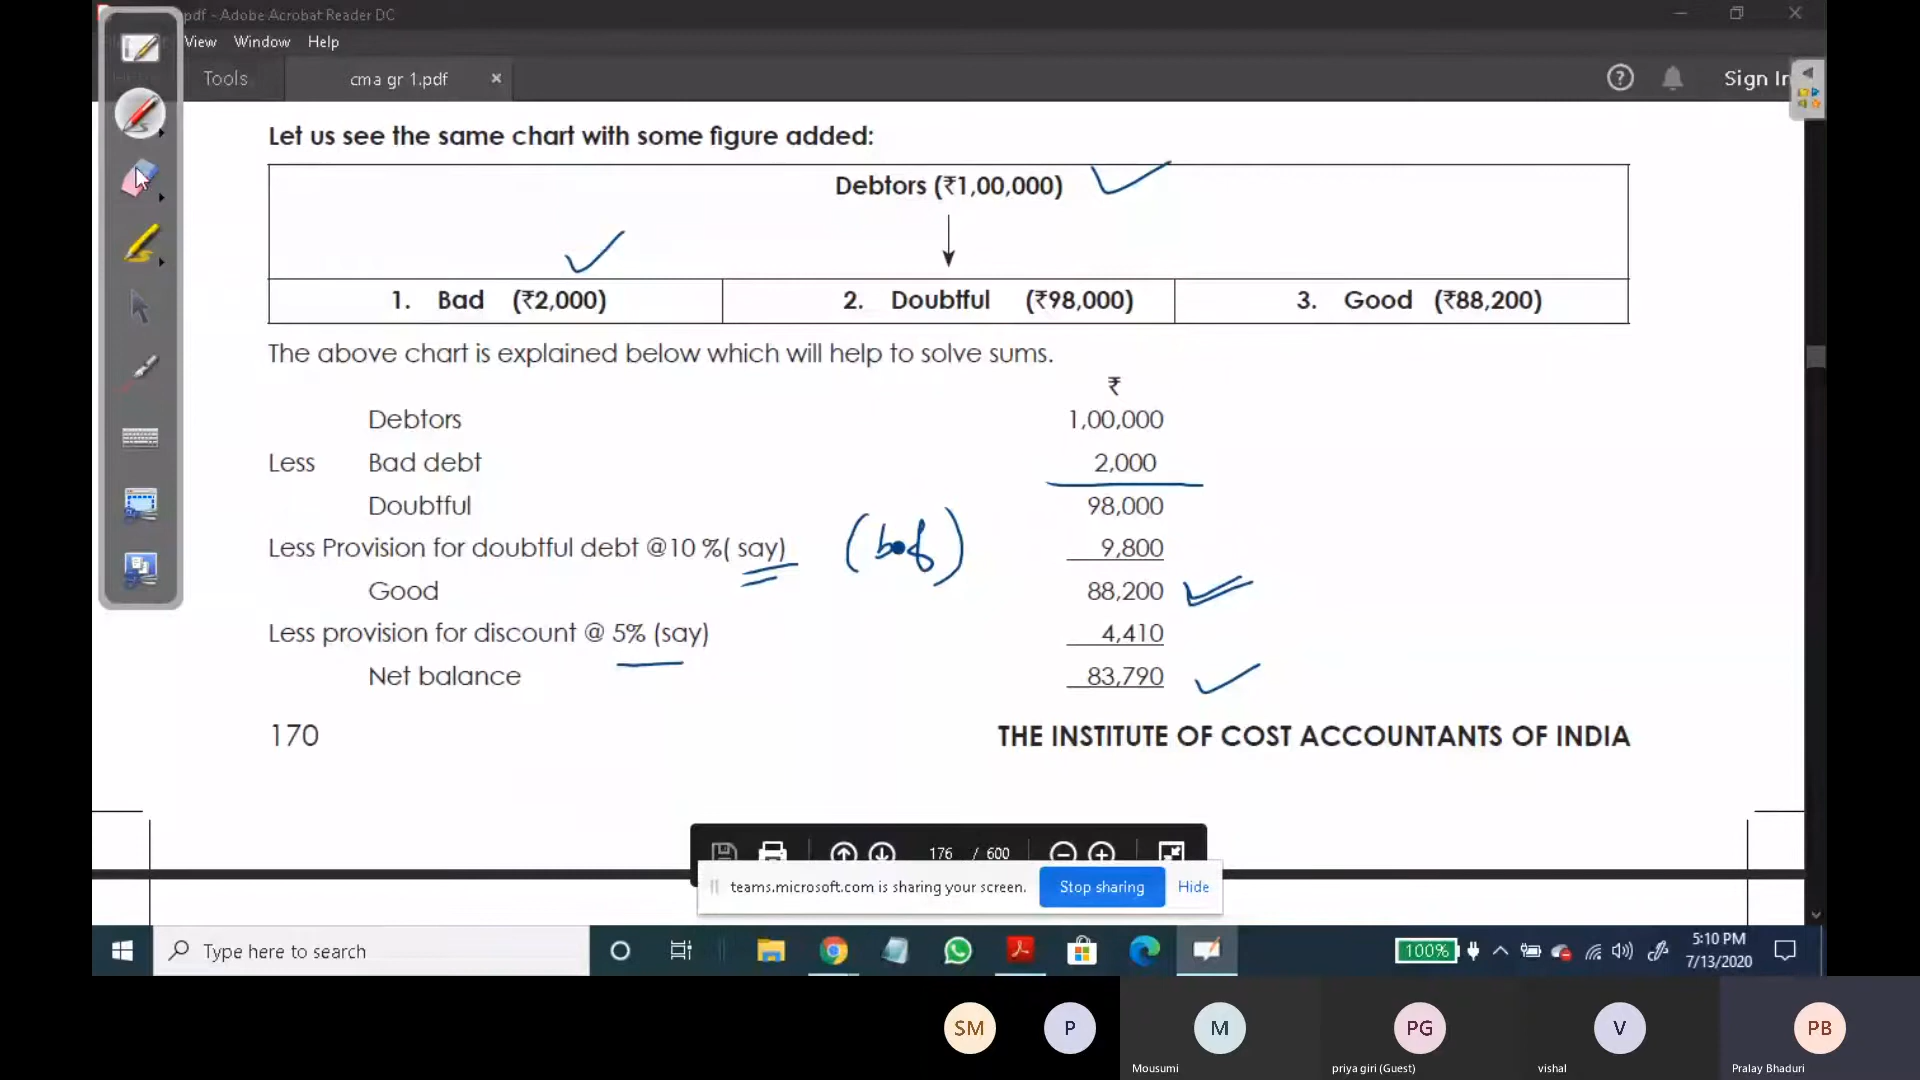 pdf - Adobe Acrobat Reader DC
View Window Help
Tools cma gr 1.pdf × Sign In
Let us see the same chart with some figure added:
Debtors (₹1,00,000)
1. Bad (₹2,000) 2. Doubtful (₹98,000) 3. Good (₹88,200)
The above chart is explained below which will help to solve sums.
₹
Debtors 1,00,000
Less Bad debt 2,000
Doubtful 98,000
Less Provision for doubtful debt @10 %( say) (b.f) 9,800
Good 88,200
Less provision for discount @ 5% (say) 4,410
Net balance 83,790
170 THE INSTITUTE OF COST ACCOUNTANTS OF INDIA
176 / 600
teams.microsoft.com is sharing your screen. Stop sharing Hide
Type here to search 100% 5:10 PM
7/13/2020
SM P M PG V PB
Mousumi priya giri (Guest) vishal Pralay Bhaduri